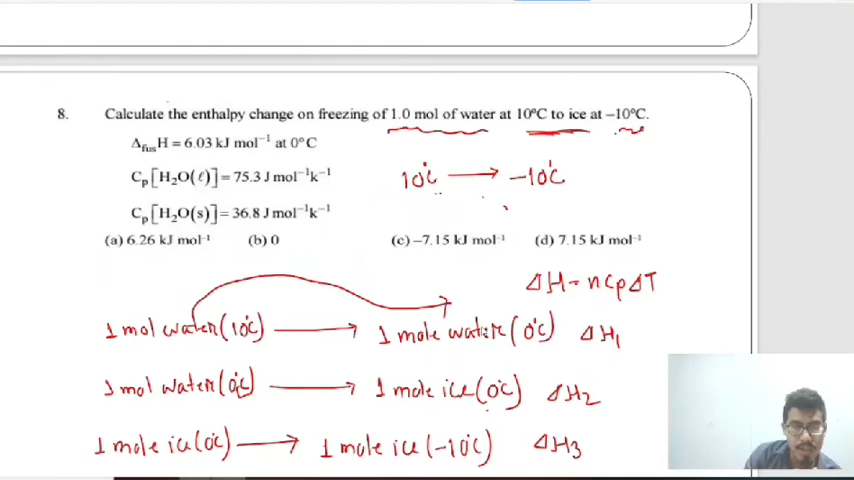 8. Calculate the enthalpy change on freezing of 1.0 mol of water at 10°C to ice at −10°C.
Δ_fus H = 6.03 kJ mol⁻¹ at 0°C
C_p [H₂O(ℓ)] = 75.3 J mol⁻¹k⁻¹
10°C → −10°C
C_p [H₂O(s)] = 36.8 J mol⁻¹k⁻¹
(a) 6.26 kJ mol⁻¹ (b) 0 (c) −7.15 kJ mol⁻¹ (d) 7.15 kJ mol⁻¹
ΔH = nCpΔT
1 mol water (10°C) → 1 mole water (0°C) ΔH₁
1 mol water (0°C) → 1 mole ice (0°C) ΔH₂
1 mole ice (0°C) → 1 mole ice (−10°C) ΔH₃